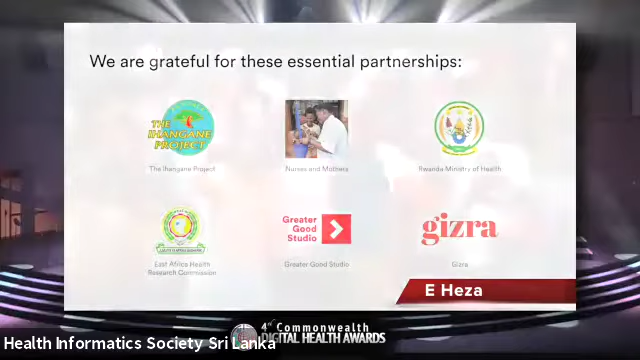 We are grateful for these essential partnerships:
THE
IHANGANE
PROJECT
The Ihangane Project
Nurses and Mothers
Rwanda Ministry of Health
East Africa Health
Research Commission
Greater
Good
Studio
Greater Good Studio
gizra
Gizra
E Heza
Health Informatics Society Sri Lanka
4th Commonwealth
DIGITAL HEALTH AWARDS